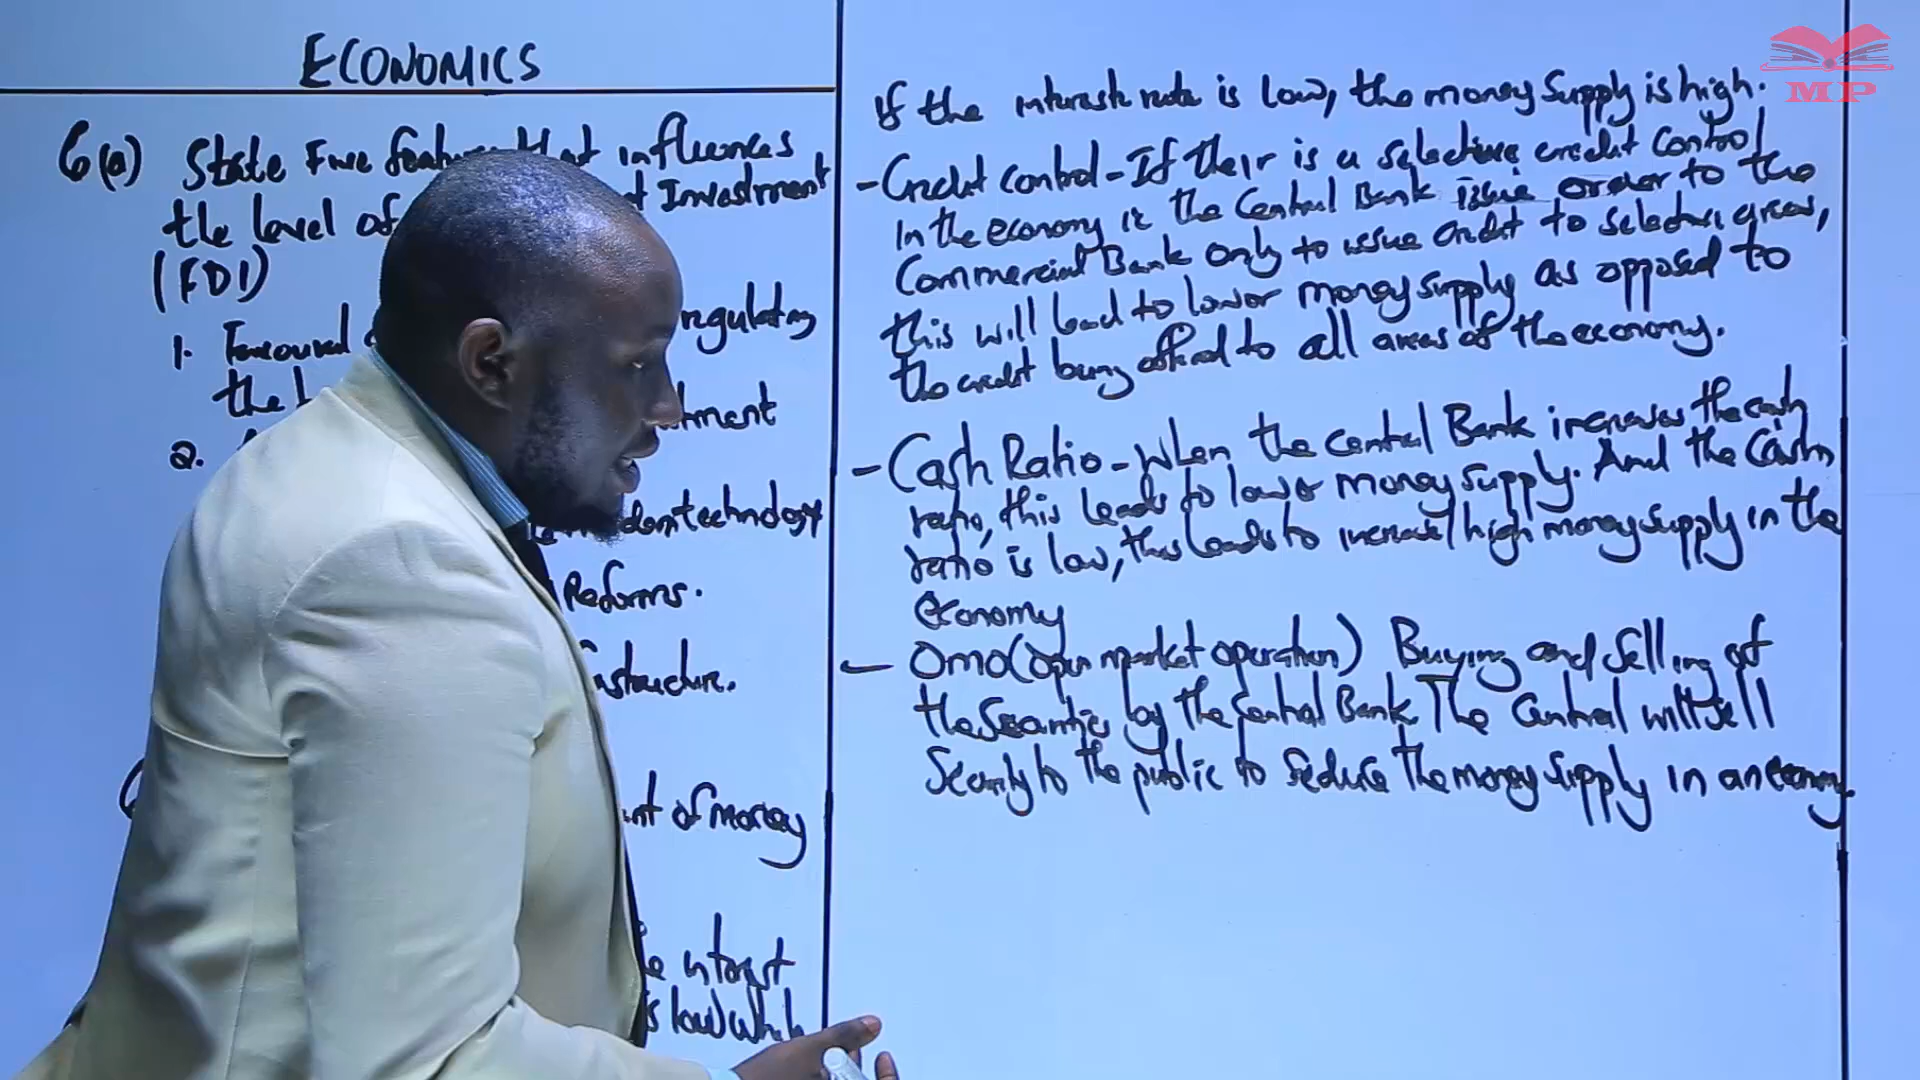 ECONOMICS
6(a) State Five that influences
the level of Investment
(FDI)
1. Favoured regulating
the
2.
technology
Reforms.
of money
interest
is low) while
If the interest rate is low, the money supply is high.
- Credit control - If their is a selective credit control
In the economy ie the Central Bank issue order to the
Commercial Bank only to issue credit to selective areas,
this will lead to lower money supply as opposed to
the credit being offered to all areas of the economy.
- Cash Ratio - When the Central Bank increases the cash
ratio, this leads to lower money supply. And the cash
ratio is low, this leads to increase/high money supply in the
economy
- OMO (open market operation) Buying and selling of
the by the Central Bank. The Central will sell
Security to the public to reduce the money supply in an economy.
MP